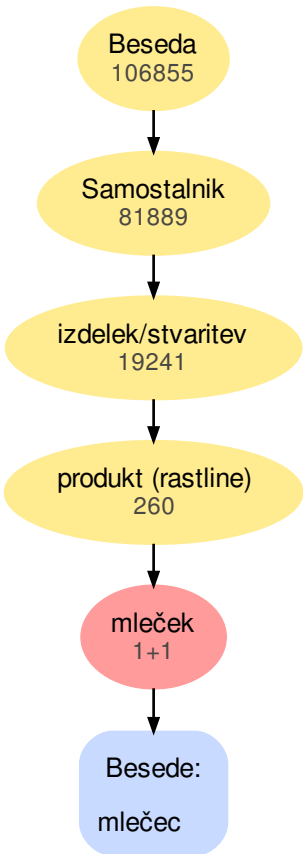 Beseda
106855
Samostalnik
81889
izdelek/stvaritev
19241
produkt (rastline)
260
mleček
1+1
Besede:
mlečec